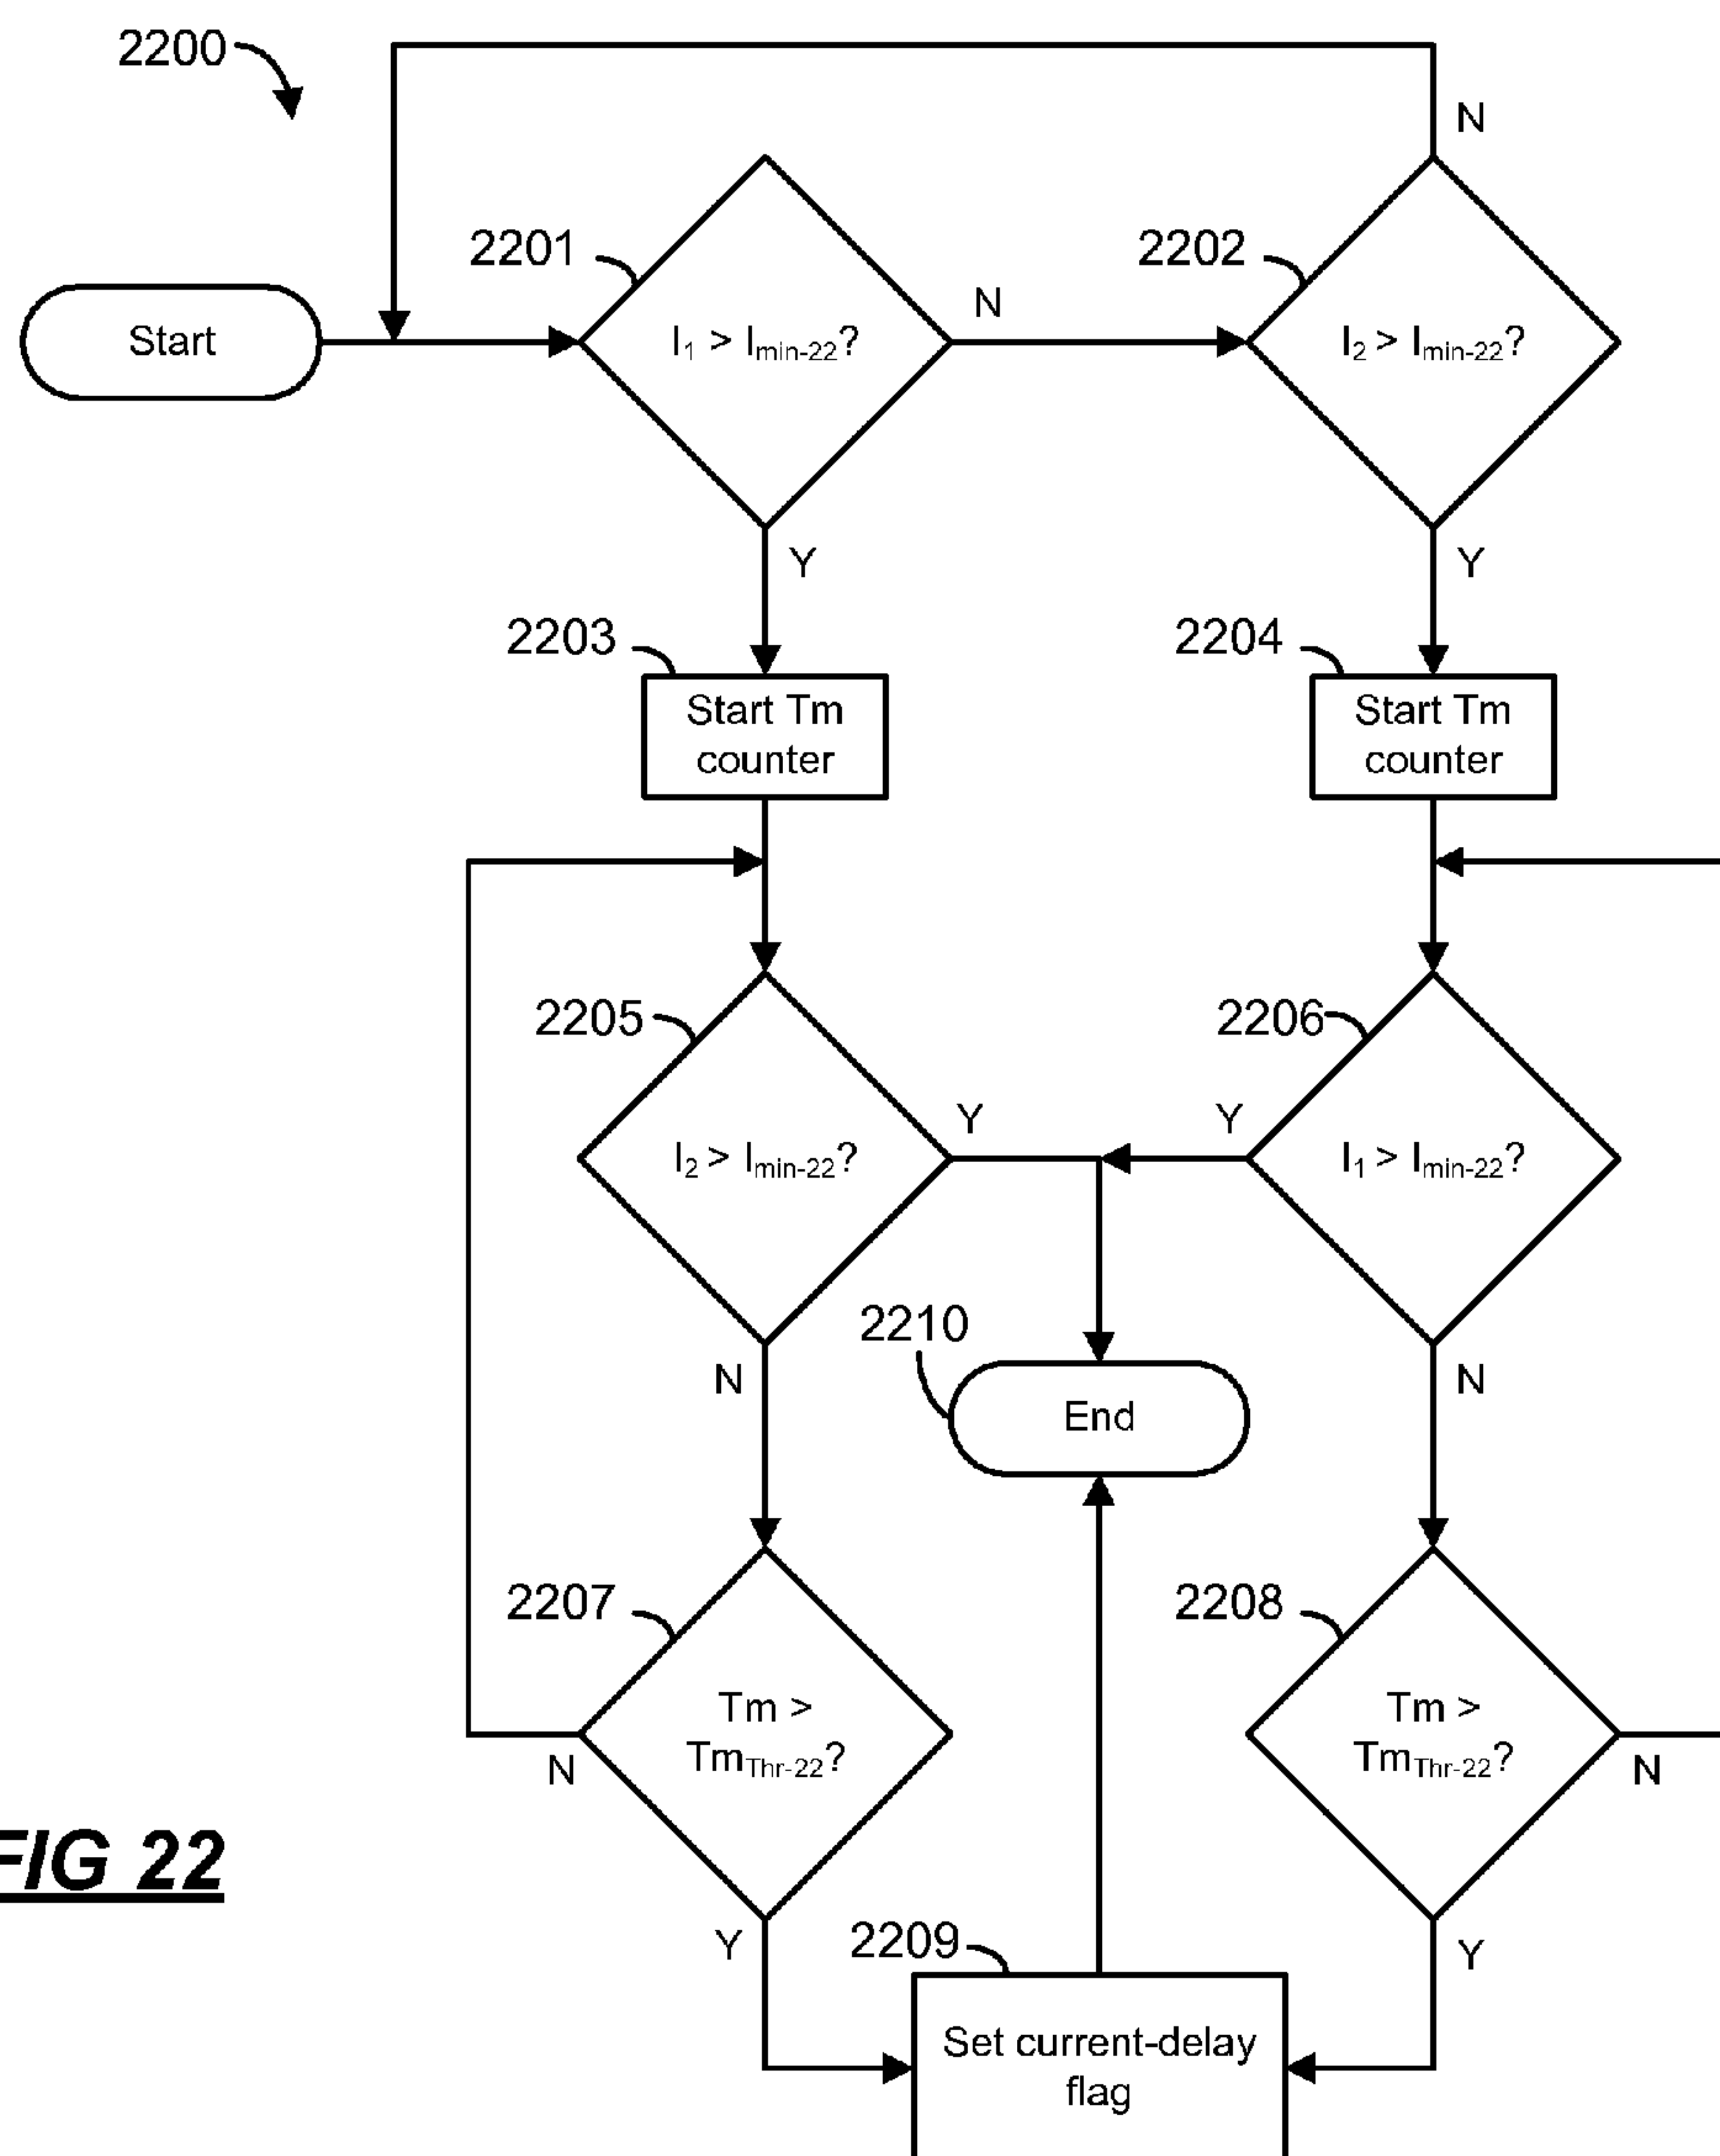 2200
N
2201
2202
Start
N
I1 > Imin-22?
I2 > Imin-22?
Y
Y
2203
2204
Start Tm
counter
Start Tm
counter
2205
2206
Y
Y
I2 > Imin-22?
I1 > Imin-22?
2210
N
N
End
2207
2208
Tm >
TmThr-22?
Tm >
TmThr-22?
N
N
FIG 22
Y
2209
Y
Set current-delay
flag